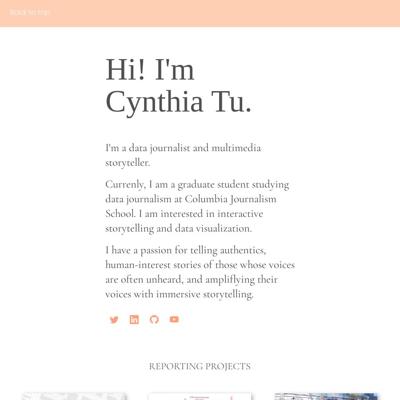 Back to top
Hi! I'm
Cynthia Tu.
I'm a data journalist and multimedia
storyteller.
Currenly, I am a graduate student studying
data journalism at Columbia Journalism
School. I am interested in interactive
storytelling and data visualization.
I have a passion for telling authentics,
human-interest stories of those whose voices
are often unheard, and ampliflying their
voices with immersive storytelling.
REPORTING PROJECTS